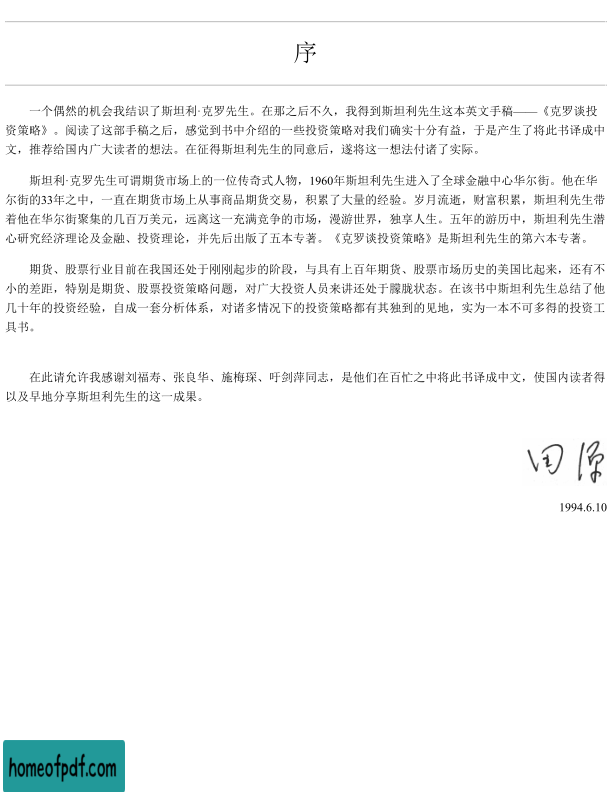 序
一个偶然的机会我结识了斯坦利·克罗先生。在那之后不久，我得到斯坦利先生这本英文手稿——《克罗谈投
资策略》。阅读了这部手稿之后，感觉到书中介绍的一些投资策略对我们确实十分有益，于是产生了将此书译成中
文，推荐给国内广大读者的想法。在征得斯坦利先生的同意后，遂将这一想法付诸了实际。
斯坦利·克罗先生可谓期货市场上的一位传奇式人物，1960年斯坦利先生进入了全球金融中心华尔街。他在华
尔街的33年之中，一直在期货市场上从事商品期货交易，积累了大量的经验。岁月流逝，财富积累，斯坦利先生带
着他在华尔街聚集的几百万美元，远离这一充满竞争的市场，漫游世界，独享人生。五年的游历中，斯坦利先生潜
心研究经济理论及金融、投资理论，并先后出版了五本专著。《克罗谈投资策略》是斯坦利先生的第六本专著。
期货、股票行业目前在我国还处于刚刚起步的阶段，与具有上百年期货、股票市场历史的美国比起来，还有不
小的差距，特别是期货、股票投资策略问题，对广大投资人员来讲还处于朦胧状态。在该书中斯坦利先生总结了他
几十年的投资经验，自成一套分析体系，对诸多情况下的投资策略都有其独到的见地，实为一本不可多得的投资工
具书。
在此请允许我感谢刘福寿、张良华、施梅琛、吁剑萍同志，是他们在百忙之中将此书译成中文，使国内读者得
以及早地分享斯坦利先生的这一成果。
田源
1994.6.10
homeofpdf.com